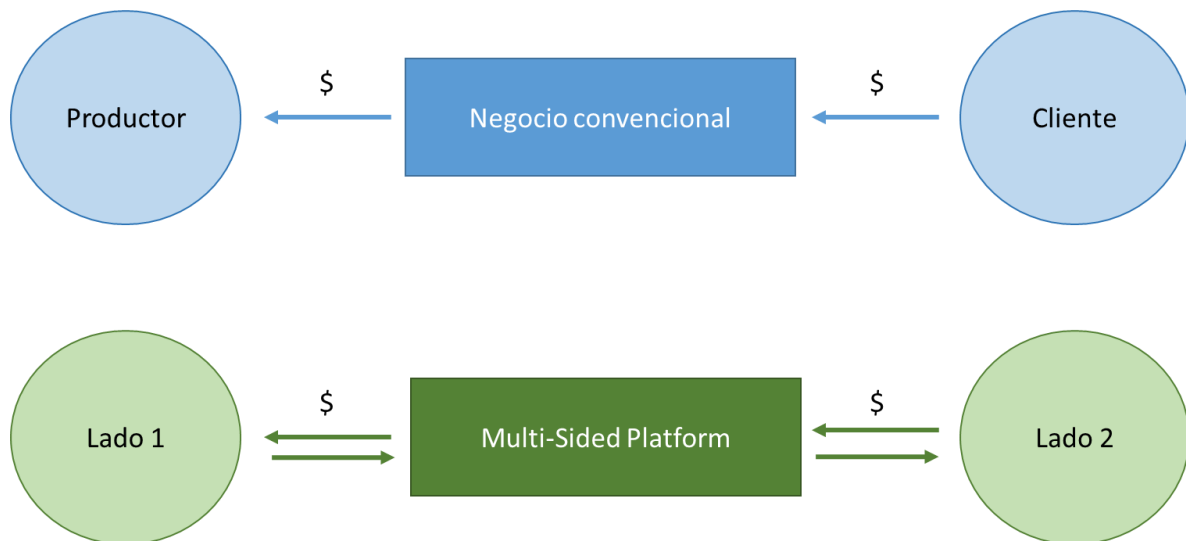 $ $
Productor Negocio convencional Cliente
$ $
Lado 1 Multi-Sided Platform Lado 2